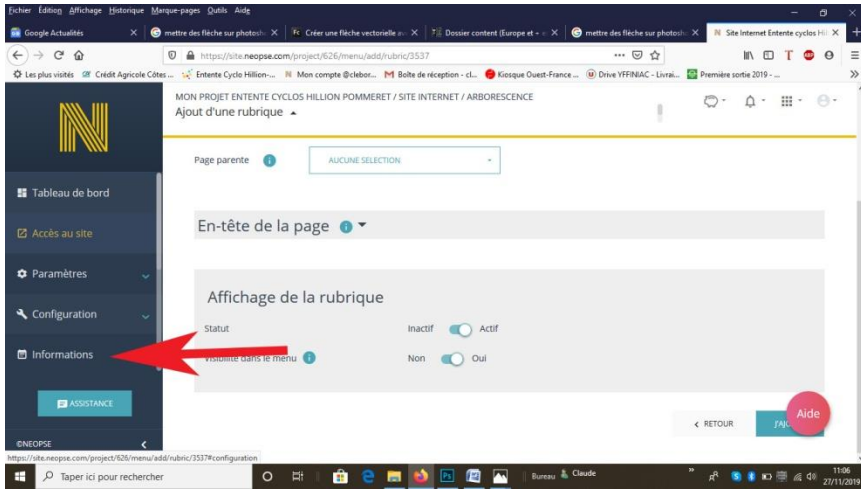 Fichier Édition Affichage Historique Marque-pages Outils Aide
Google Actualités
mettre des flèche sur photosh
Créer une flèche vectorielle av
Dossier content (Europe et
mettre des flèche sur photosh
Site Internet Entente cyclos Hil
https://site.neopse.com/project/626/menu/add/rubric/3537
Les plus visités
Crédit Agricole Côtes ...
Entente Cyclo Hillion-...
Mon compte @clebor...
Boîte de réception - cl...
Kiosque Ouest-France ...
Drive YFFINIAC - Livrai...
Première sortie 2019 - ...
MON PROJET ENTENTE CYCLOS HILLION POMMERET / SITE INTERNET / ARBORESCENCE
Ajout d'une rubrique
Page parente
AUCUNE SELECTION
Tableau de bord
Accès au site
En-tête de la page
Paramètres
Affichage de la rubrique
Configuration
Statut Inactif Actif
Informations
Visibilité dans le menu Non Oui
ASSISTANCE
RETOUR
Aide
©NEOPSE
https://site.neopse.com/project/626/menu/add/rubric/3537#configuration
Taper ici pour rechercher
Bureau
Claude
11:06
27/11/2019